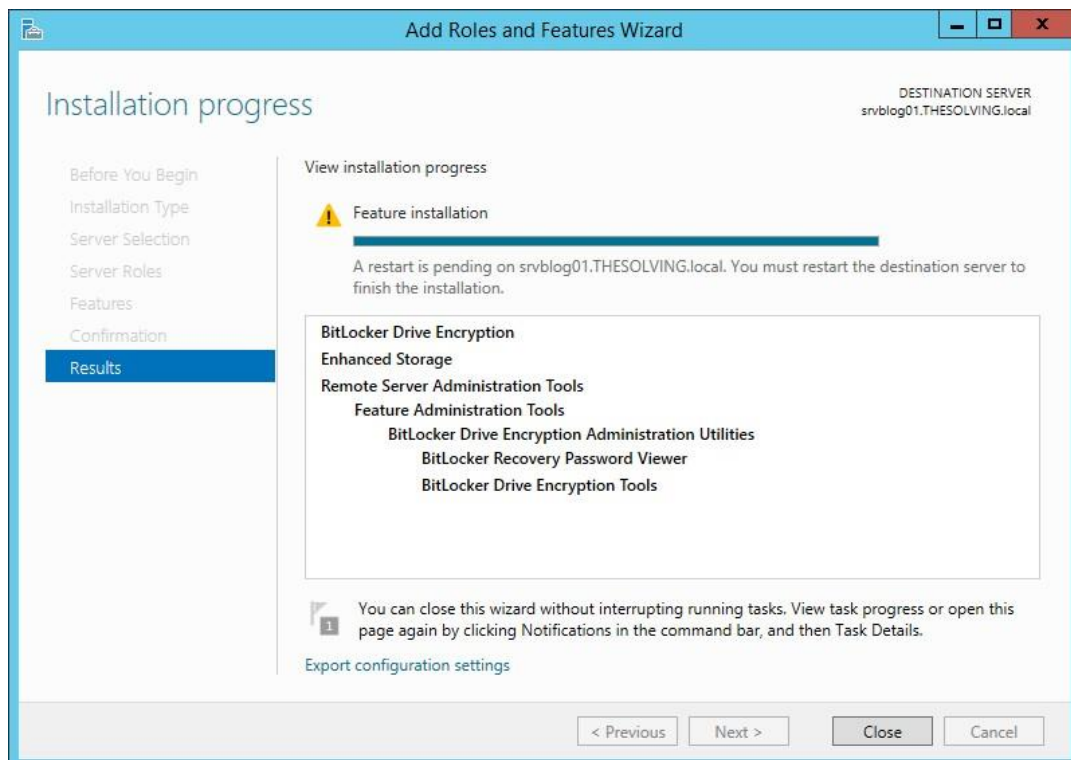 Add Roles and Features Wizard
Installation progress
DESTINATION SERVER
srvblog01.THESOLVING.local
Before You Begin
Installation Type
Server Selection
Server Roles
Features
Confirmation
Results
View installation progress
Feature installation
A restart is pending on srvblog01.THESOLVING.local. You must restart the destination server to
finish the installation.
BitLocker Drive Encryption
Enhanced Storage
Remote Server Administration Tools
Feature Administration Tools
BitLocker Drive Encryption Administration Utilities
BitLocker Recovery Password Viewer
BitLocker Drive Encryption Tools
1
You can close this wizard without interrupting running tasks. View task progress or open this
page again by clicking Notifications in the command bar, and then Task Details.
Export configuration settings
< Previous
Next >
Close
Cancel